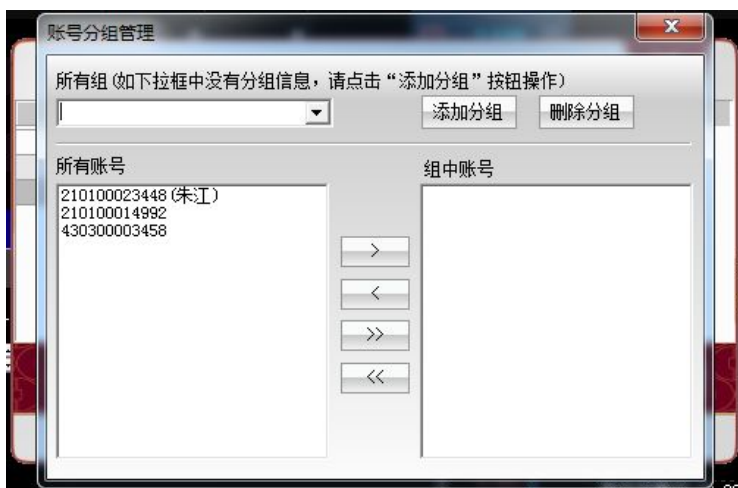 账号分组管理
x
所有组(如下拉框中没有分组信息，请点击“添加分组”按钮操作)
添加分组 删除分组
所有账号 组中账号
210100023448(朱江)
210100014992
430300003458
>
<
>>
<<